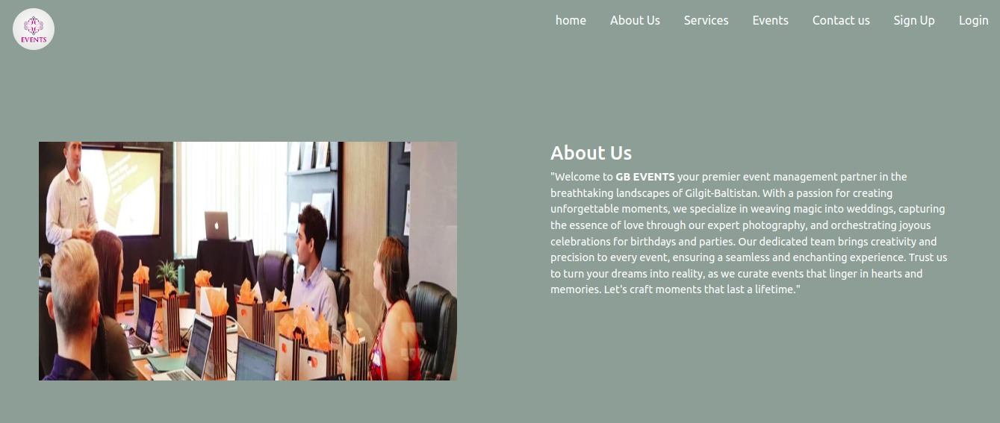 EVENTS
home About Us Services Events Contact us Sign Up Login
About Us
"Welcome to GB EVENTS your premier event management partner in the
breathtaking landscapes of Gilgit-Baltistan. With a passion for creating
unforgettable moments, we specialize in weaving magic into weddings, capturing
the essence of love through our expert photography, and orchestrating joyous
celebrations for birthdays and parties. Our dedicated team brings creativity and
precision to every event, ensuring a seamless and enchanting experience. Trust us
to turn your dreams into reality, as we curate events that linger in hearts and
memories. Let's craft moments that last a lifetime."